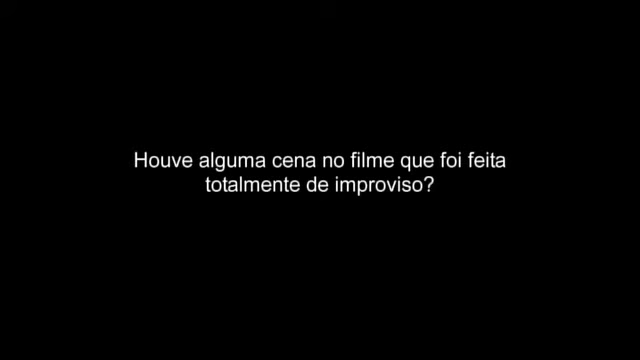 Houve alguma cena no filme que foi feita
totalmente de improviso?